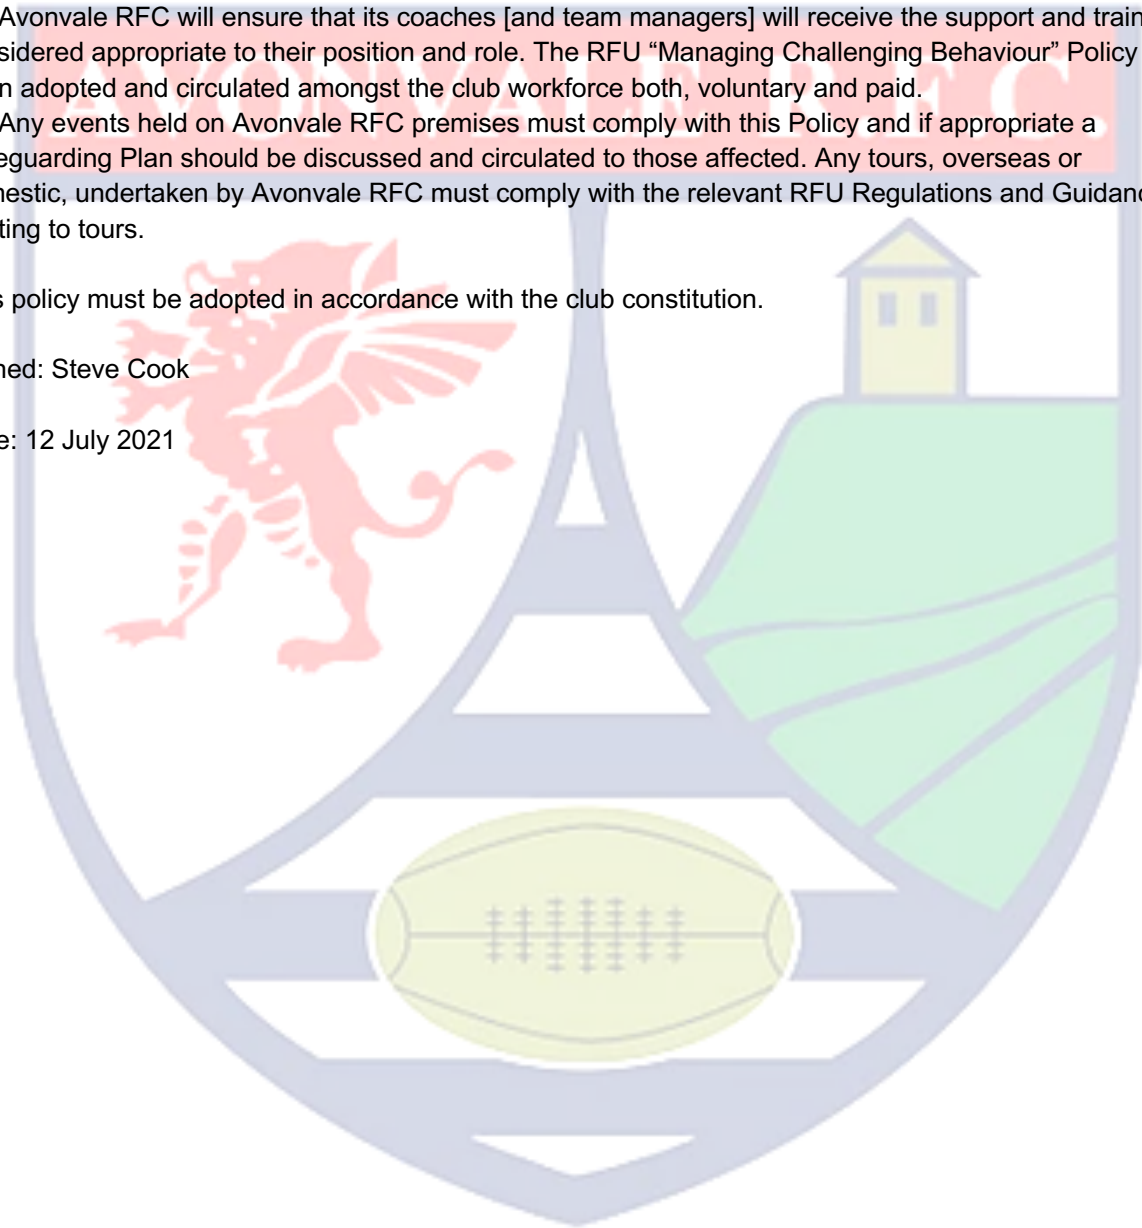 Avonvale RFC will ensure that its coaches [and team managers] will receive the support and train
sidered appropriate to their position and role. The RFU “Managing Challenging Behaviour” Policy
n adopted and circulated amongst the club workforce both, voluntary and paid.
AVONVALE R.F.C.
Any events held on Avonvale RFC premises must comply with this Policy and if appropriate a
eguarding Plan should be discussed and circulated to those affected. Any tours, overseas or
nestic, undertaken by Avonvale RFC must comply with the relevant RFU Regulations and Guidanc
ting to tours.
s policy must be adopted in accordance with the club constitution.
ned: Steve Cook
e: 12 July 2021